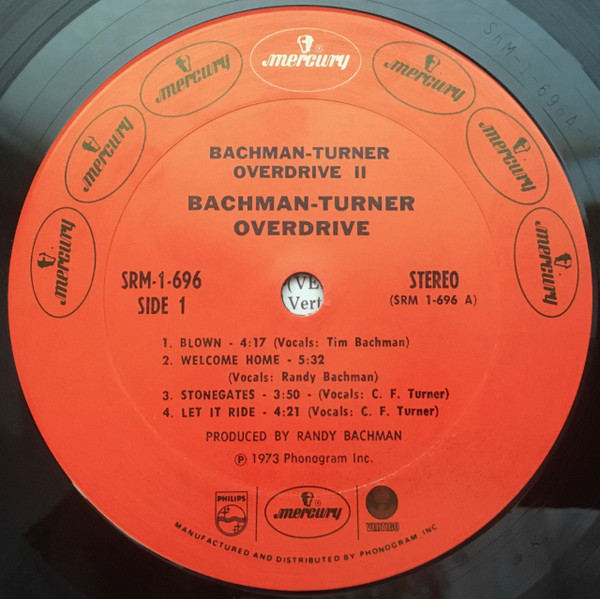 mercury
mercury
mercury
mercury ®
mercury
mercury
mercury
SRM-1-696A-
BACHMAN-TURNER
OVERDRIVE II
BACHMAN-TURNER
OVERDRIVE
SRM-1-696
SIDE 1
(VE
Vert
STEREO
(SRM 1-696 A)
1. BLOWN - 4:17 (Vocals: Tim Bachman)
2. WELCOME HOME - 5:32
(Vocals: Randy Bachman)
3. STONEGATES - 3:50 - (Vocals: C. F. Turner)
4. LET IT RIDE - 4:21 (Vocals: C. F. Turner)
PRODUCED BY RANDY BACHMAN
℗ 1973 Phonogram Inc.
PHILIPS
mercury
VERTIGO
MANUFACTURED AND DISTRIBUTED BY PHONOGRAM, INC